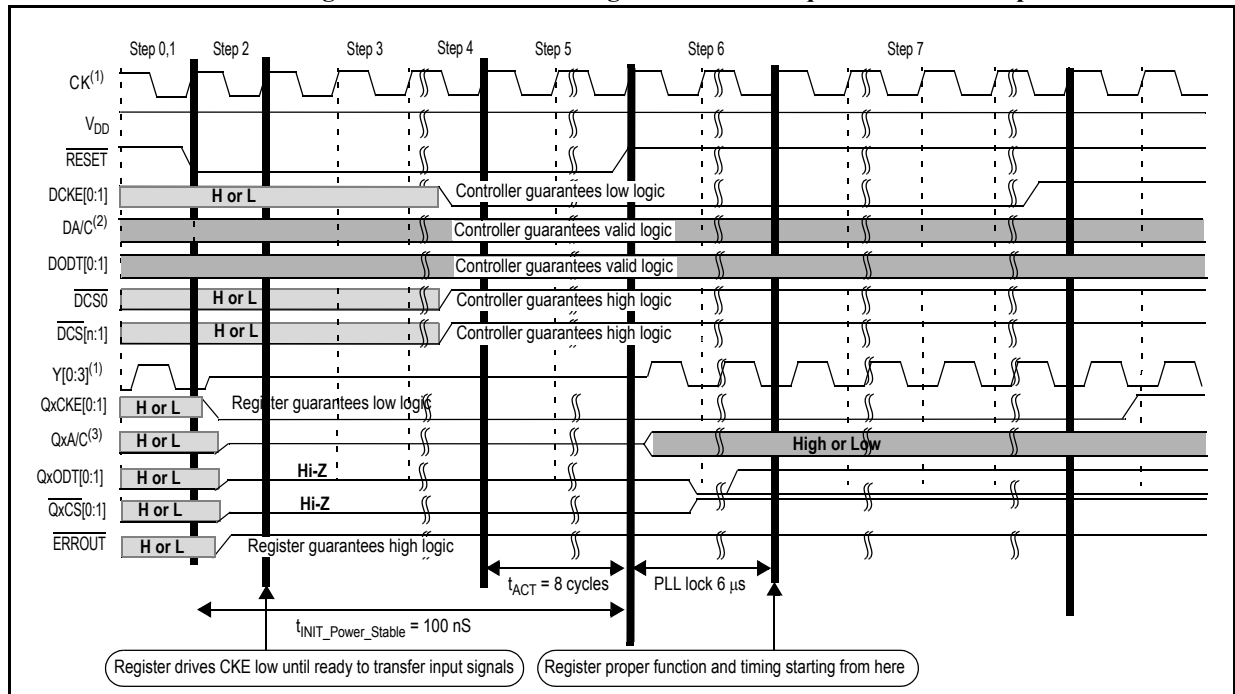 Step 0,1 Step 2 Step 3 Step 4 Step 5 Step 6 Step 7
CK(1)
VDD
RESET
DCKE[0:1] H or L Controller guarantees low logic
DA/C(2) Controller guarantees valid logic
DODT[0:1] Controller guarantees valid logic
DCS0 H or L Controller guarantees high logic
DCS[n:1] H or L Controller guarantees high logic
Y[0:3](1)
QxCKE[0:1] H or L Register guarantees low logic
QxA/C(3) H or L High or Low
QxODT[0:1] H or L Hi-Z
QxCS[0:1] H or L Hi-Z
ERROUT H or L Register guarantees high logic
tACT = 8 cycles PLL lock 6 μs
tINIT_Power_Stable = 100 nS
Register drives CKE low until ready to transfer input signals Register proper function and timing starting from here